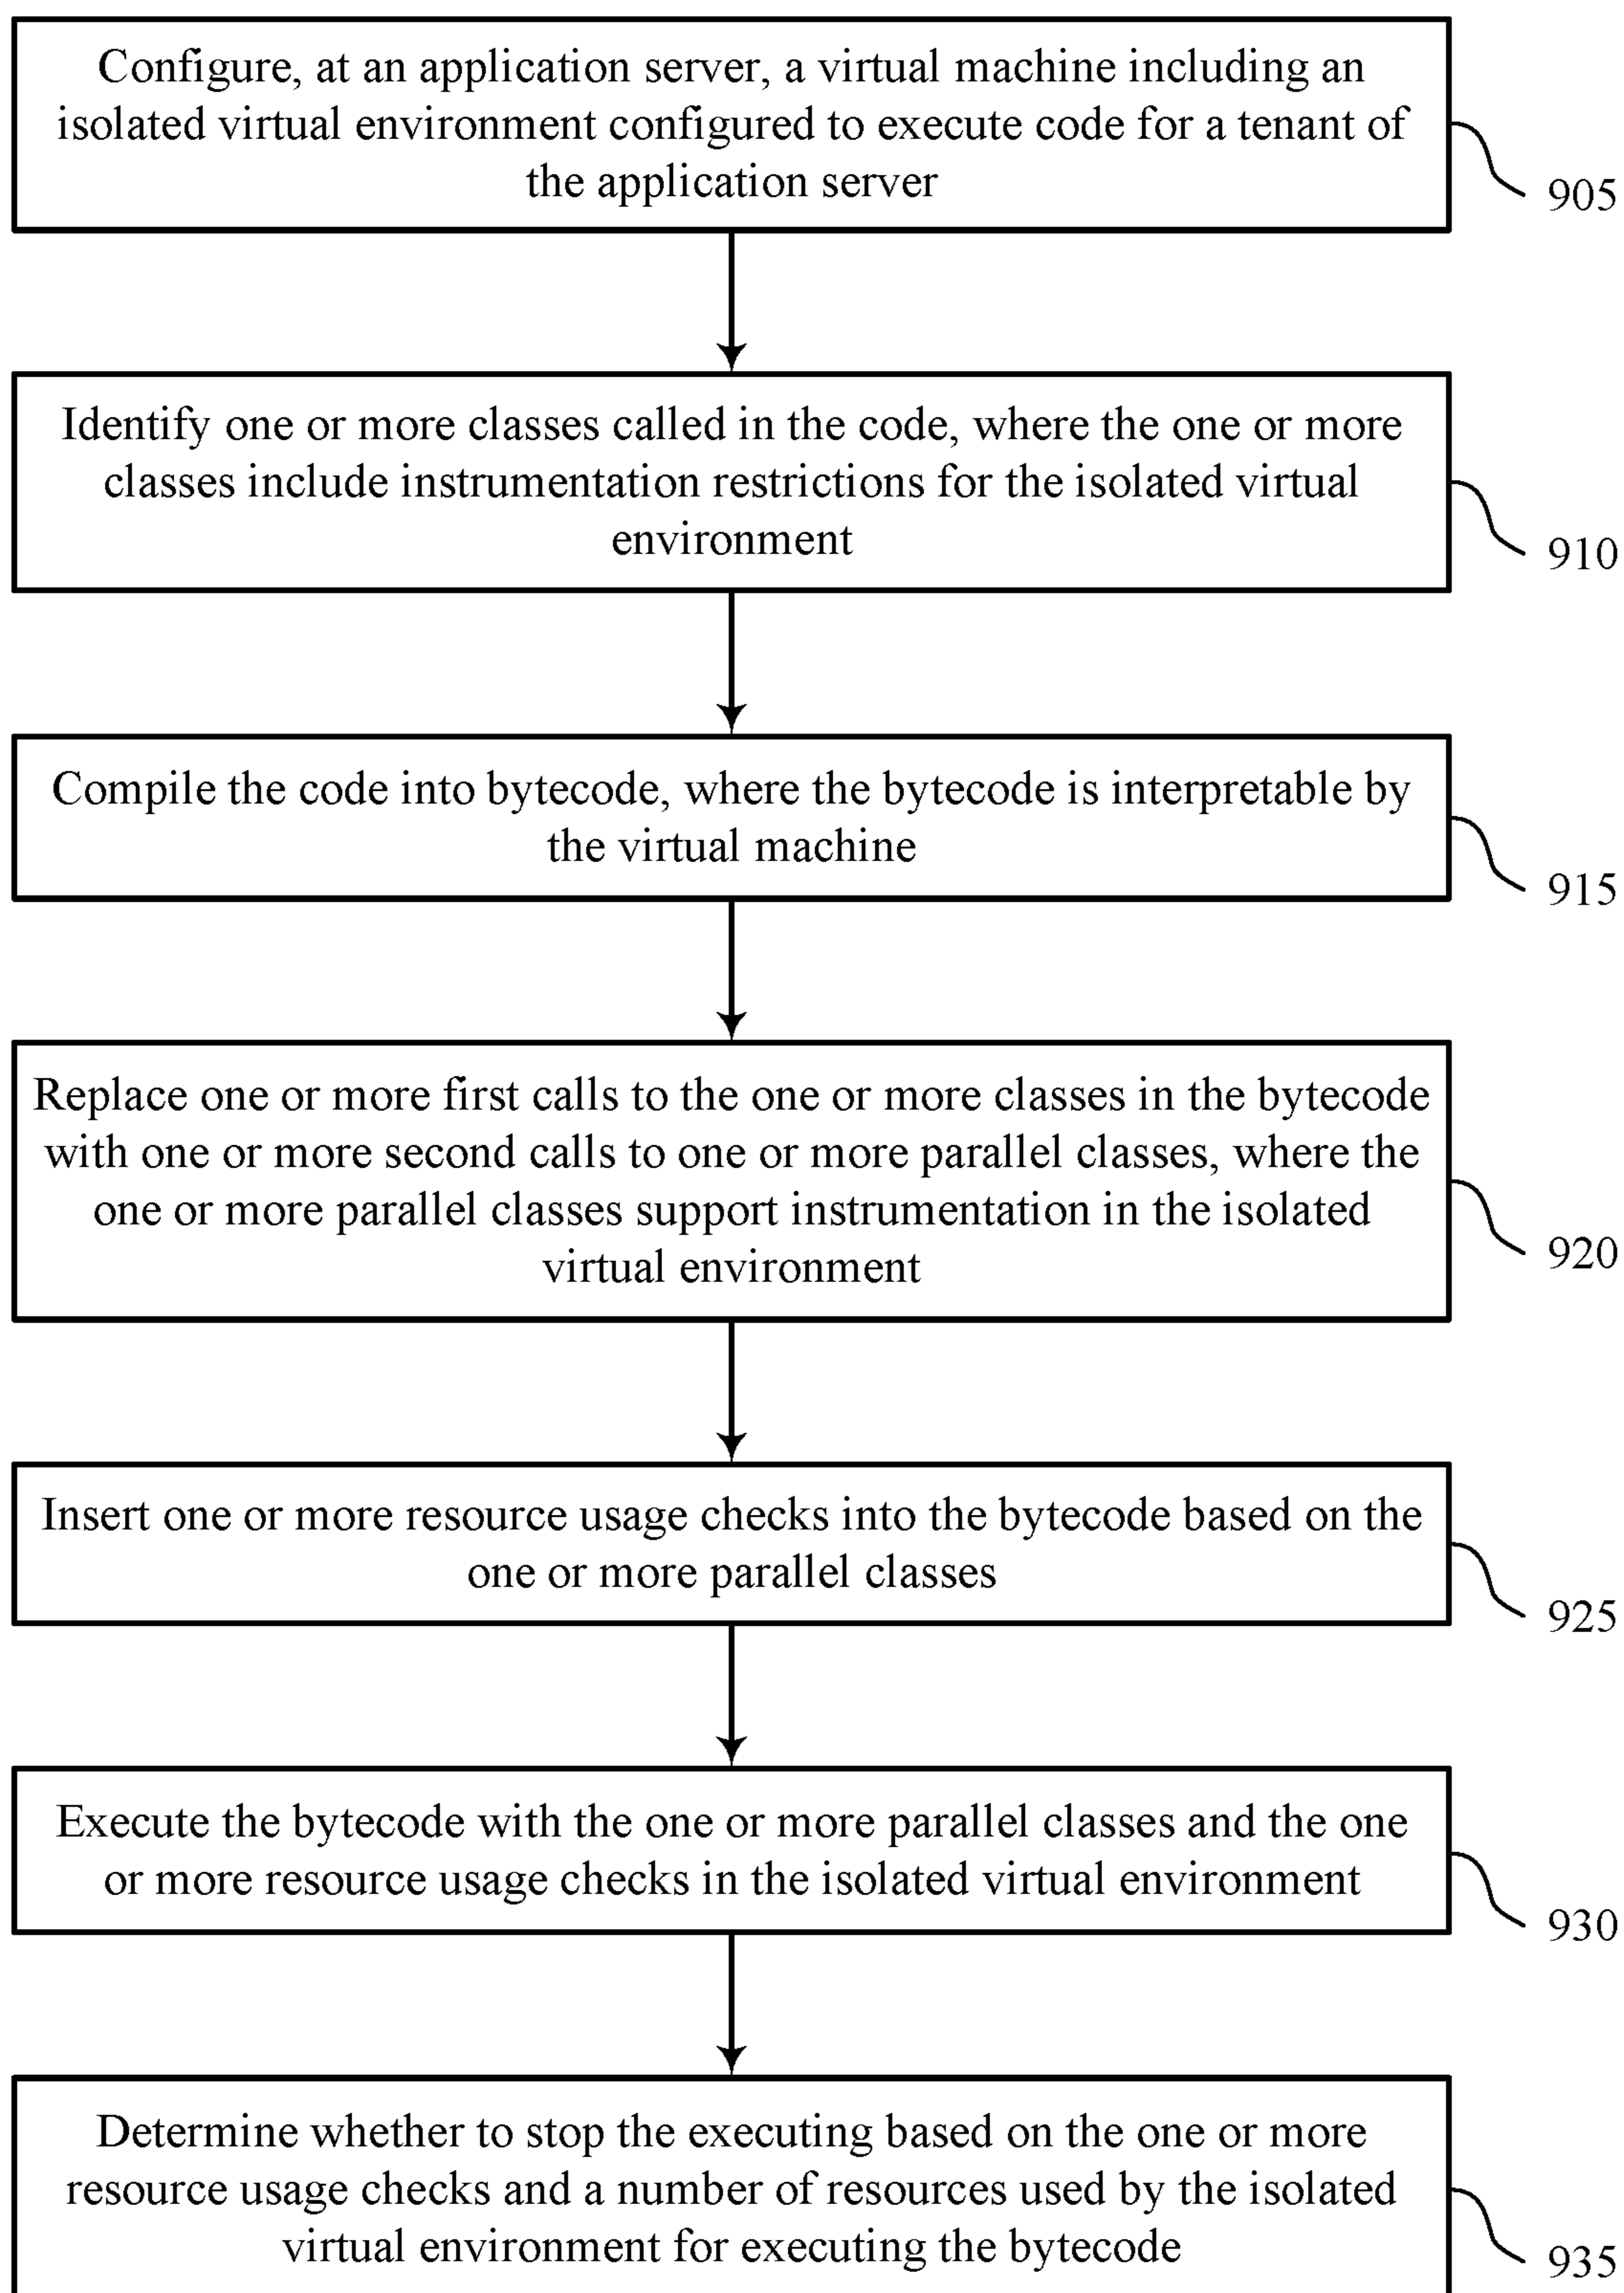 Configure, at an application server, a virtual machine including an
isolated virtual environment configured to execute code for a tenant of
the application server
905
Identify one or more classes called in the code, where the one or more
classes include instrumentation restrictions for the isolated virtual
environment
910
Compile the code into bytecode, where the bytecode is interpretable by
the virtual machine
915
Replace one or more first calls to the one or more classes in the bytecode
with one or more second calls to one or more parallel classes, where the
one or more parallel classes support instrumentation in the isolated
virtual environment
920
Insert one or more resource usage checks into the bytecode based on the
one or more parallel classes
925
Execute the bytecode with the one or more parallel classes and the one
or more resource usage checks in the isolated virtual environment
930
Determine whether to stop the executing based on the one or more
resource usage checks and a number of resources used by the isolated
virtual environment for executing the bytecode
935